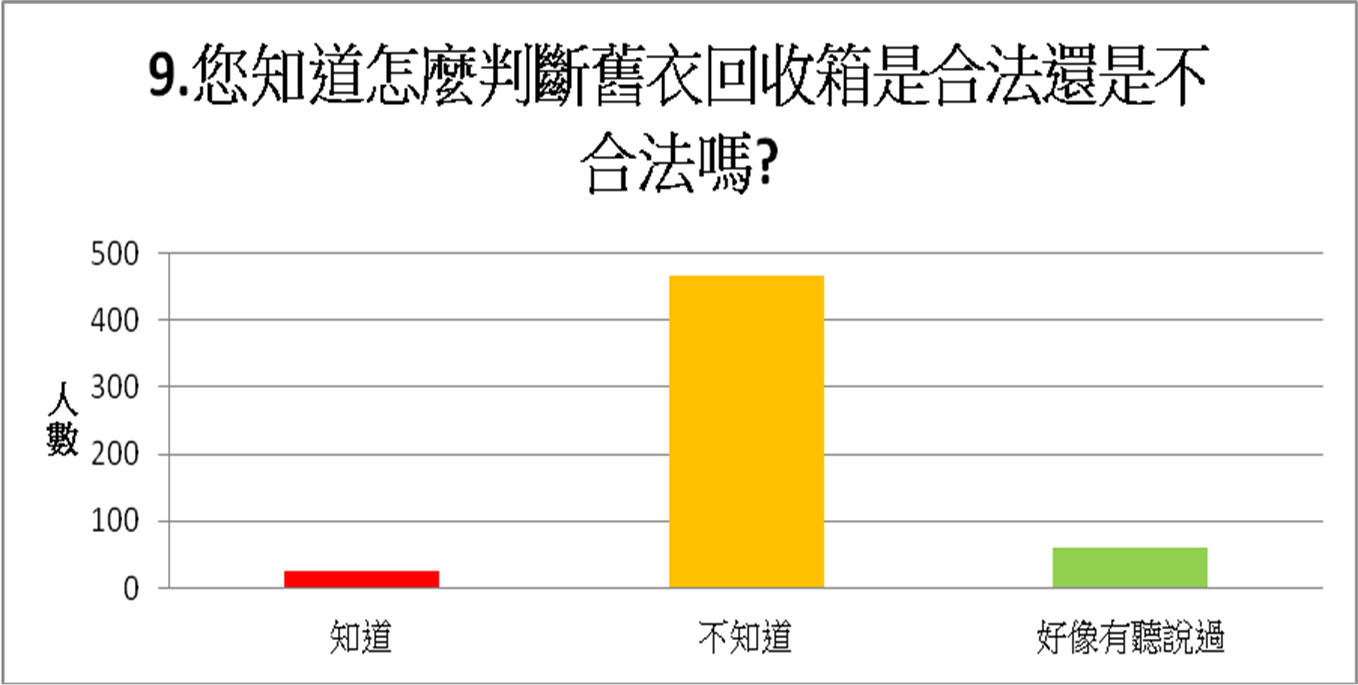 9.您知道怎麼判斷舊衣回收箱是合法還是不
合法嗎?
500
400
300
200
100
0
人數
知道
不知道
好像有聽說過